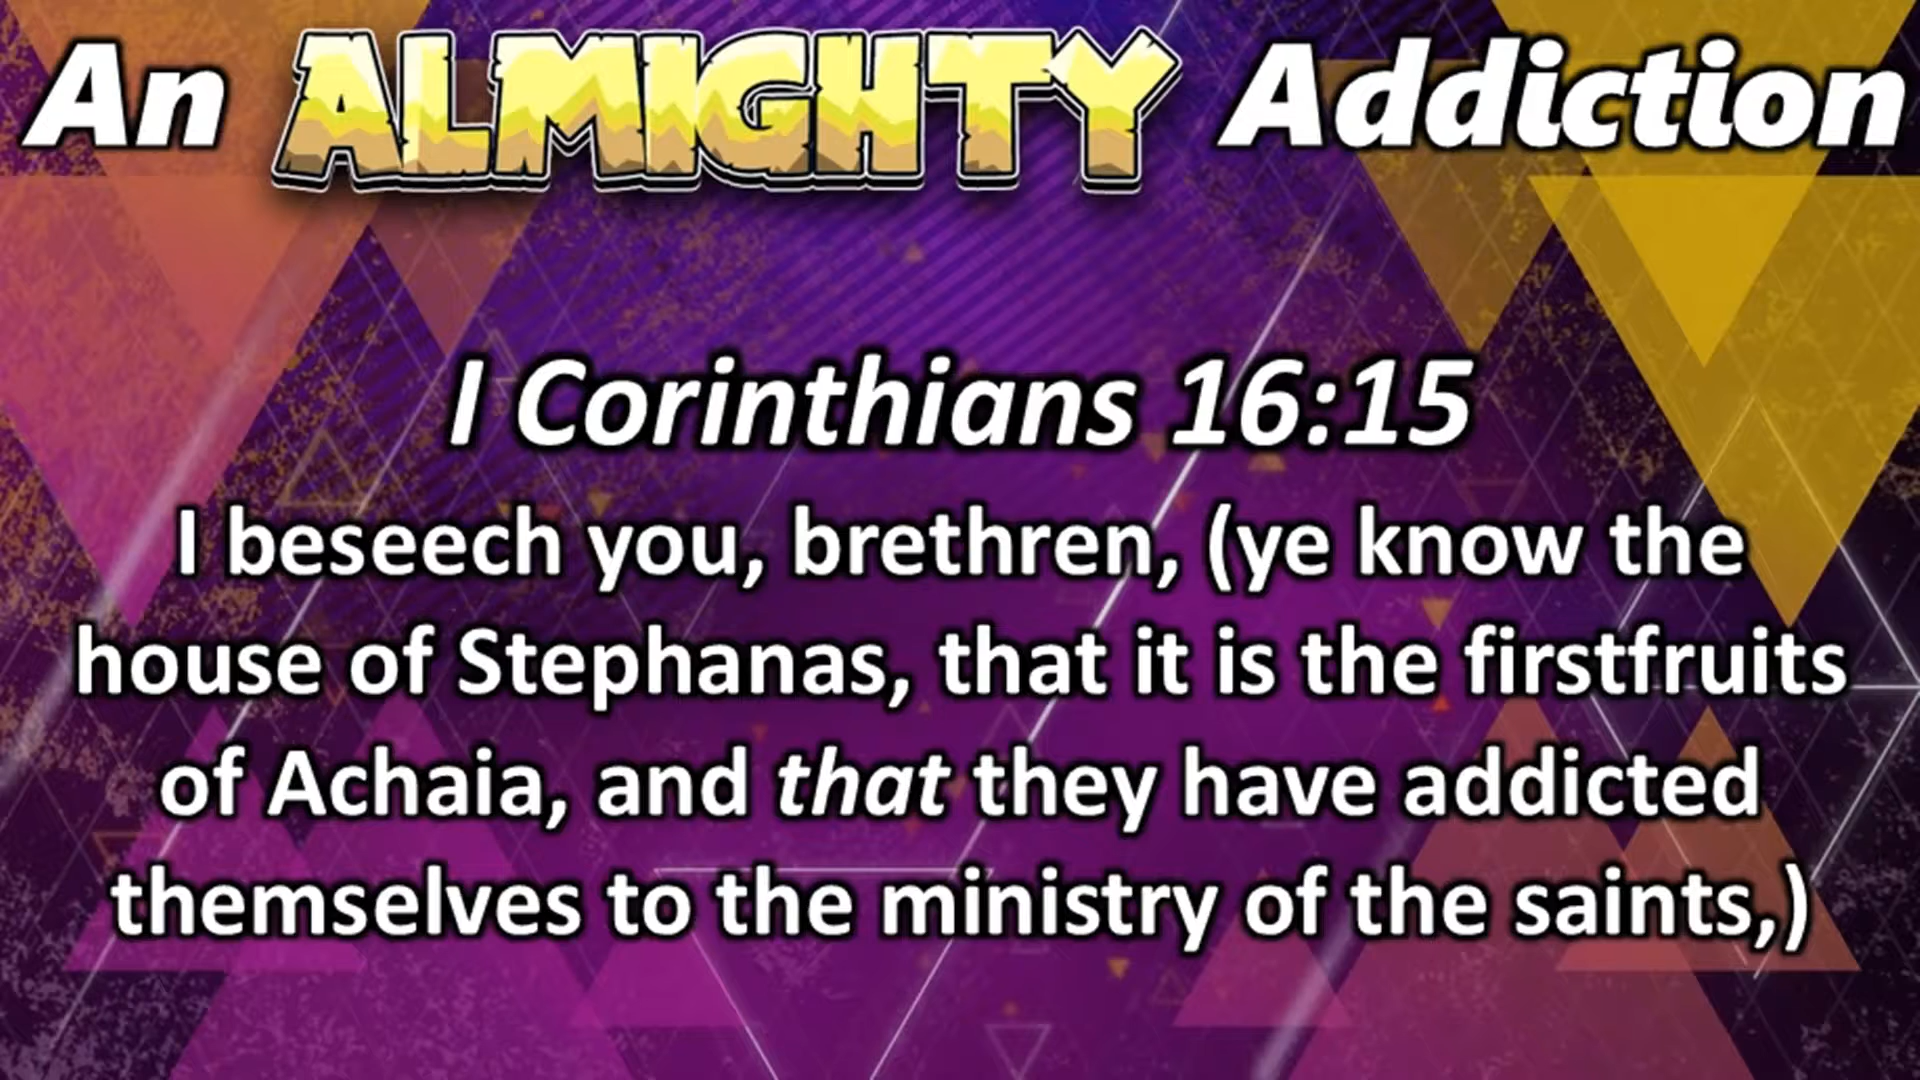 An ALMIGHTY Addiction
I Corinthians 16:15
I beseech you, brethren, (ye know the
house of Stephanas, that it is the firstfruits
of Achaia, and that they have addicted
themselves to the ministry of the saints,)